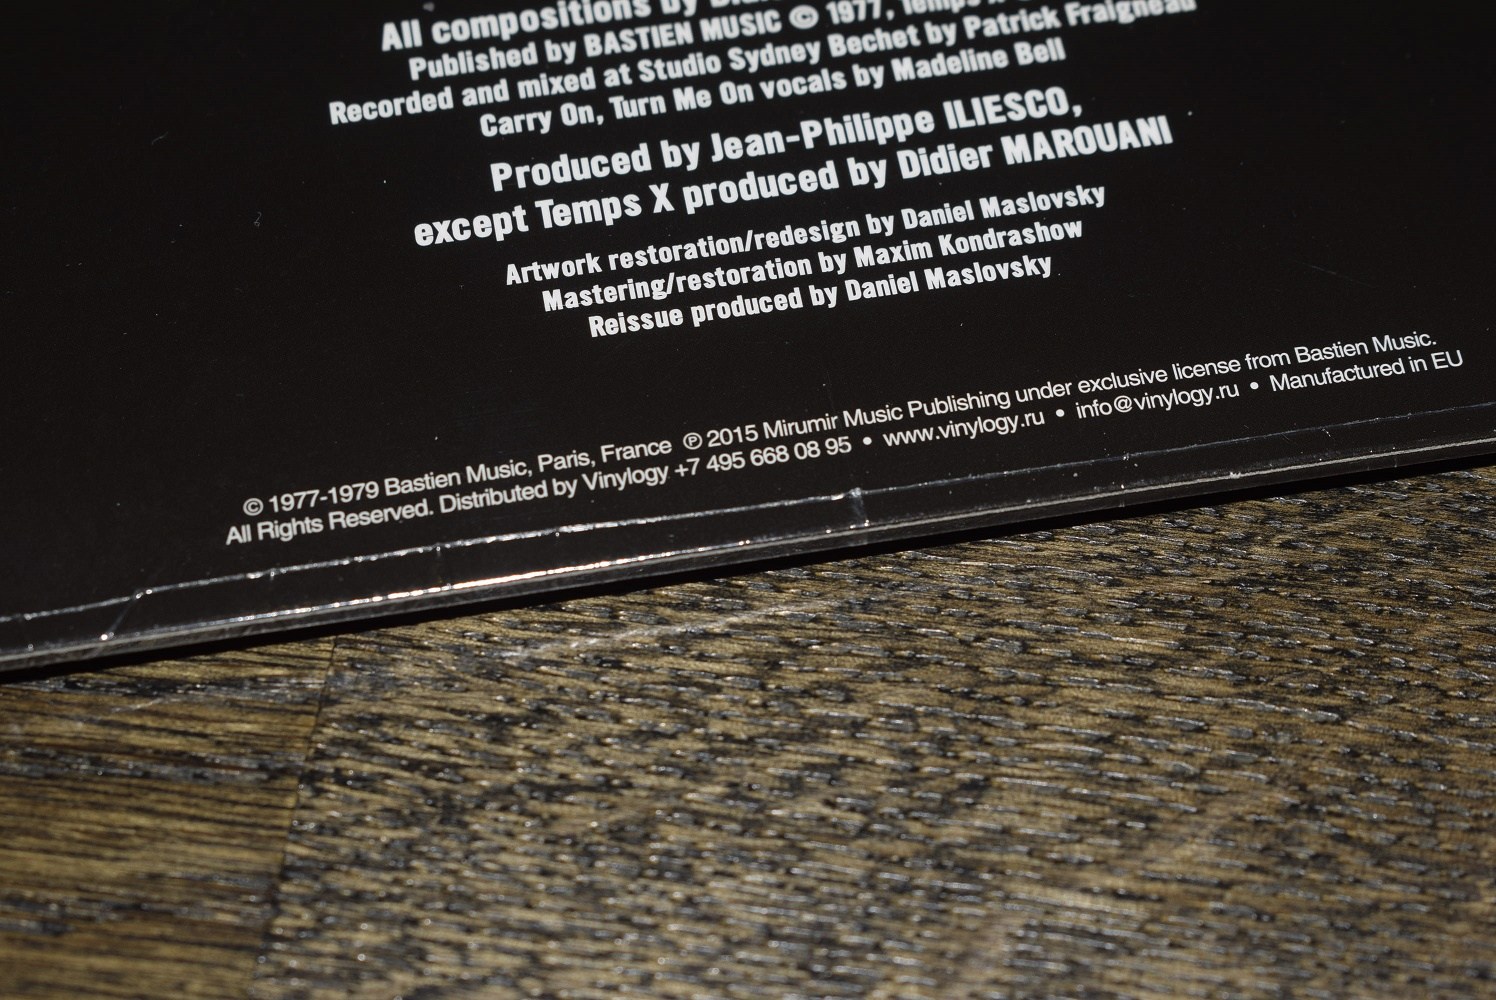 All compositions by
Published by BASTIEN MUSIC © 1977, Temps X
Recorded and mixed at Studio Sydney Bechet by Patrick Fraigneau
Carry On, Turn Me On vocals by Madeline Bell
Produced by Jean-Philippe ILIESCO,
except Temps X produced by Didier MAROUANI
Artwork restoration/redesign by Daniel Maslovsky
Mastering/restoration by Maxim Kondrashow
Reissue produced by Daniel Maslovsky
© 1977-1979 Bastien Music, Paris, France ℗ 2015 Mirumir Music Publishing under exclusive license from Bastien Music.
All Rights Reserved. Distributed by Vinylogy +7 495 668 08 95 • www.vinylogy.ru • info@vinylogy.ru • Manufactured in EU